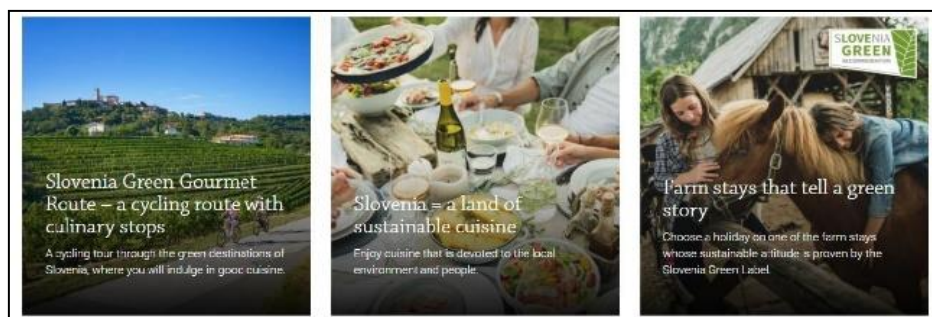 Slovenia Green Gourmet
Route – a cycling route with
culinary stops
A cycling tour through the green destinations of
Slovenia, where you will indulge in good cuisine.
Slovenia = a land of
sustainable cuisine
Enjoy cuisine that is devoted to the local
environment and people.
SLOVENIA
GREEN
ACCOMMODATION
Farm stays that tell a green
story
Choose a holiday on one of the farm stays
whose sustainable attitude is proven by the
Slovenia Green Label